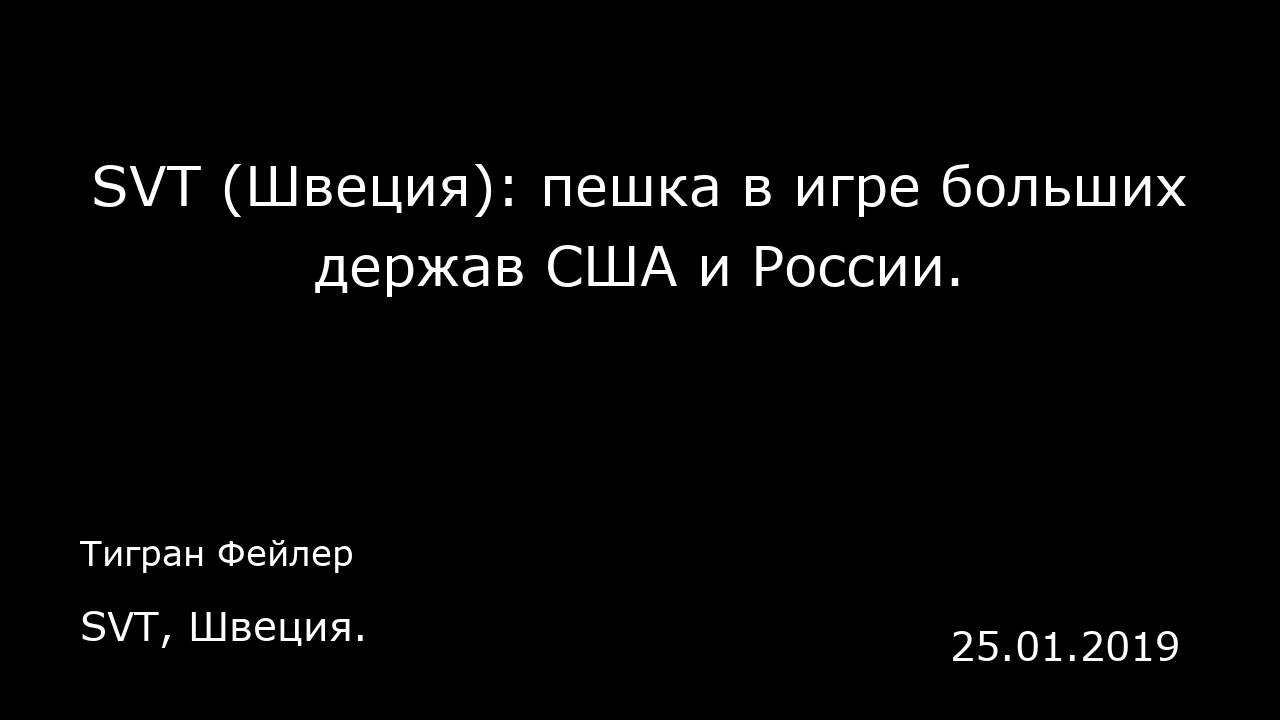 SVT (Швеция): пешка в игре больших
держав США и России.
Тигран Фейлер
SVT, Швеция.
25.01.2019